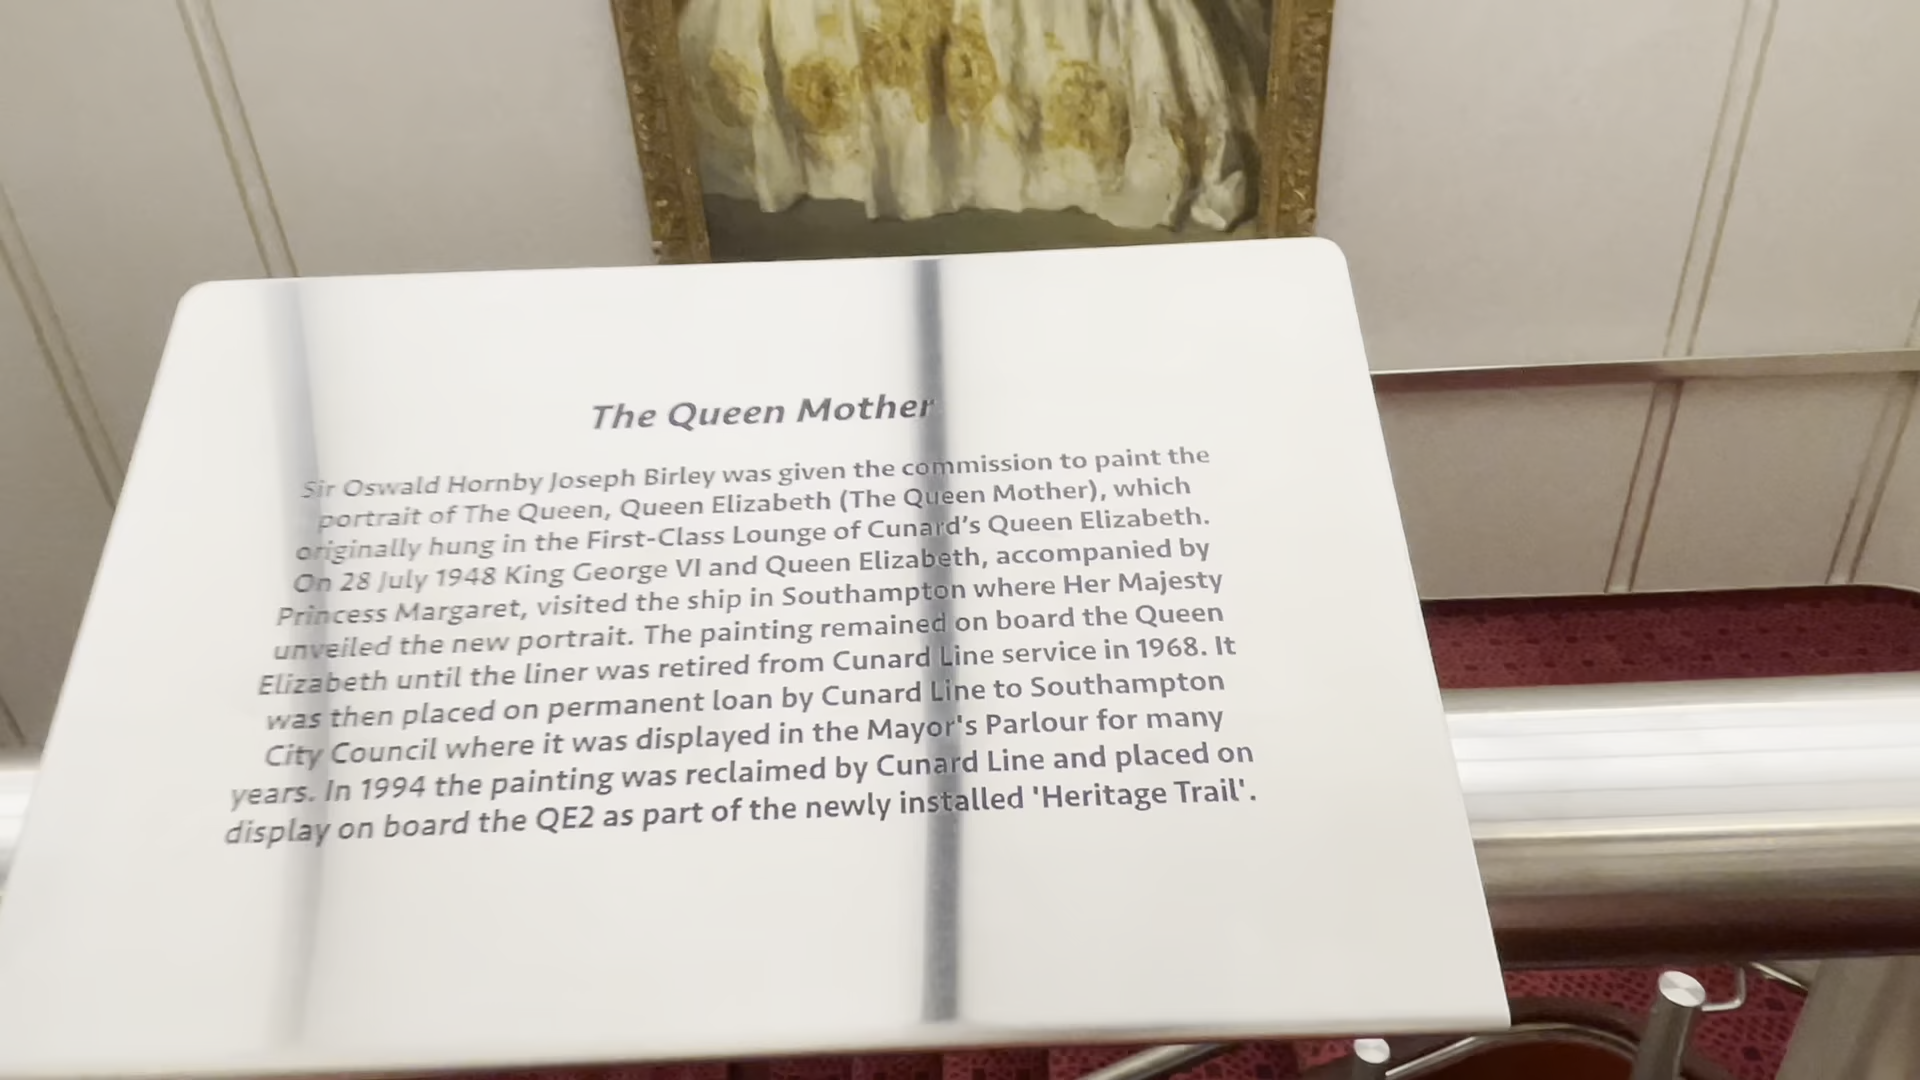 The Queen Mother
Sir Oswald Hornby Joseph Birley was given the commission to paint the
portrait of The Queen, Queen Elizabeth (The Queen Mother), which
originally hung in the First-Class Lounge of Cunard’s Queen Elizabeth.
On 28 July 1948 King George VI and Queen Elizabeth, accompanied by
Princess Margaret, visited the ship in Southampton where Her Majesty
unveiled the new portrait. The painting remained on board the Queen
Elizabeth until the liner was retired from Cunard Line service in 1968. It
was then placed on permanent loan by Cunard Line to Southampton
City Council where it was displayed in the Mayor's Parlour for many
years. In 1994 the painting was reclaimed by Cunard Line and placed on
display on board the QE2 as part of the newly installed 'Heritage Trail'.